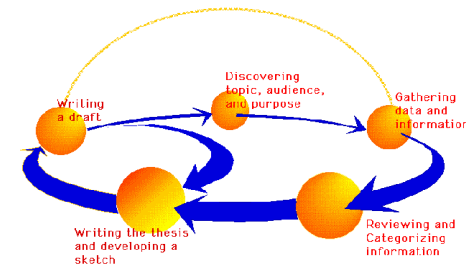 Writing
a draft
Discovering
topic, audience,
and purpose
Gathering
data and
information
Writing the thesis
and developing a
sketch
Reviewing and
Categorizing
information